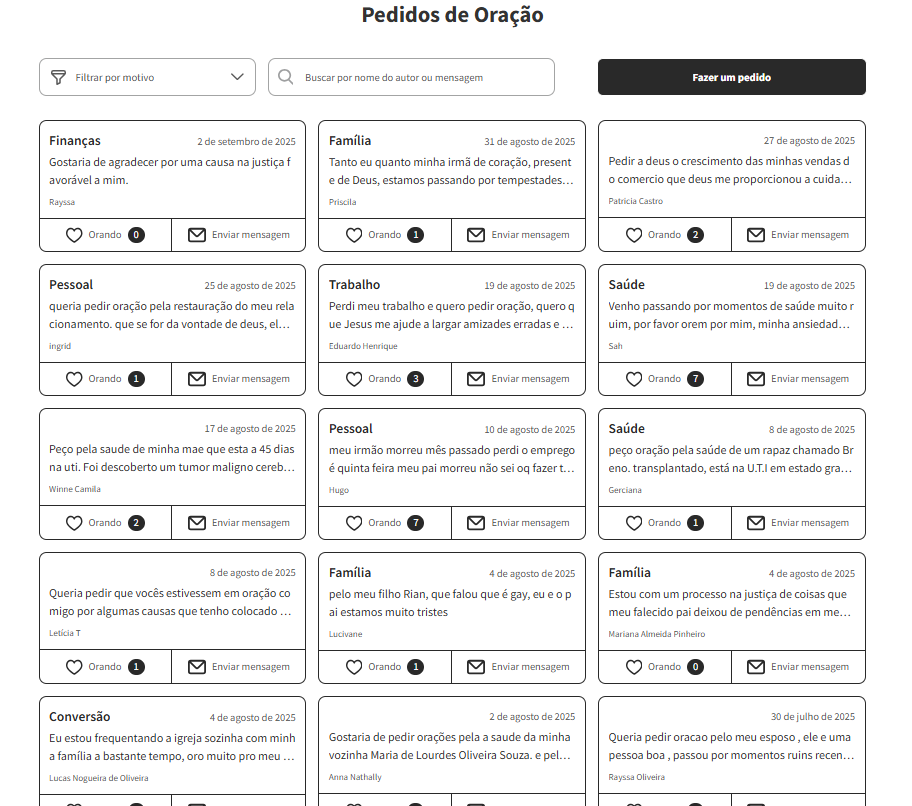 Pedidos de Oração
Filtrar por motivo
Buscar por nome do autor ou mensagem
Fazer um pedido
Finanças
2 de setembro de 2025
Gostaria de agradecer por uma causa na justiça f
avorável a mim.
Rayssa
Orando 0
Enviar mensagem
Família
31 de agosto de 2025
Tanto eu quanto minha irmã de coração, present
e de Deus, estamos passando por tempestades...
Priscila
Orando 1
Enviar mensagem
27 de agosto de 2025
Pedir a deus o crescimento das minhas vendas d
o comercio que deus me proporcionou a cuida...
Patricia Castro
Orando 2
Enviar mensagem
Pessoal
25 de agosto de 2025
queria pedir oração pela restauração do meu rela
cionamento. que se for da vontade de deus, el...
ingrid
Orando 1
Enviar mensagem
Trabalho
19 de agosto de 2025
Perdi meu trabalho e quero pedir oração, quero q
ue Jesus me ajude a largar amizades erradas e ...
Eduardo Henrique
Orando 3
Enviar mensagem
Saúde
19 de agosto de 2025
Venho passando por momentos de saúde muito r
uim, por favor orem por mim, minha ansiedad...
Sah
Orando 7
Enviar mensagem
17 de agosto de 2025
Peço pela saude de minha mae que esta a 45 dias
na uti. Foi descoberto um tumor maligno cereb...
Winne Camila
Orando 2
Enviar mensagem
Pessoal
10 de agosto de 2025
meu irmão morreu mês passado perdi o emprego
é quinta feira meu pai morreu não sei oq fazer t...
Hugo
Orando 7
Enviar mensagem
Saúde
8 de agosto de 2025
peço oração pela saúde de um rapaz chamado Br
eno. transplantado, está na U.T.I em estado gra...
Gerciana
Orando 1
Enviar mensagem
8 de agosto de 2025
Queria pedir que vocês estivessem em oração co
migo por algumas causas que tenho colocado ...
Letícia T
Orando 1
Enviar mensagem
Família
4 de agosto de 2025
pelo meu filho Rian, que falou que é gay, eu e o p
ai estamos muito tristes
Lucivane
Orando 1
Enviar mensagem
Família
4 de agosto de 2025
Estou com um processo na justiça de coisas que
meu falecido pai deixou de pendências em me...
Mariana Almeida Pinheiro
Orando 0
Enviar mensagem
Conversão
4 de agosto de 2025
Eu estou frequentando a igreja sozinha com minh
a família a bastante tempo, oro muito pro meu ...
Lucas Nogueira de Oliveira
2 de agosto de 2025
Gostaria de pedir orações pela a saude da minha
vozinha Maria de Lourdes Oliveira Souza. e pel...
Anna Nathally
30 de julho de 2025
Queria pedir oracao pelo meu esposo , ele e uma
pessoa boa , passou por momentos ruins recen...
Rayssa Oliveira